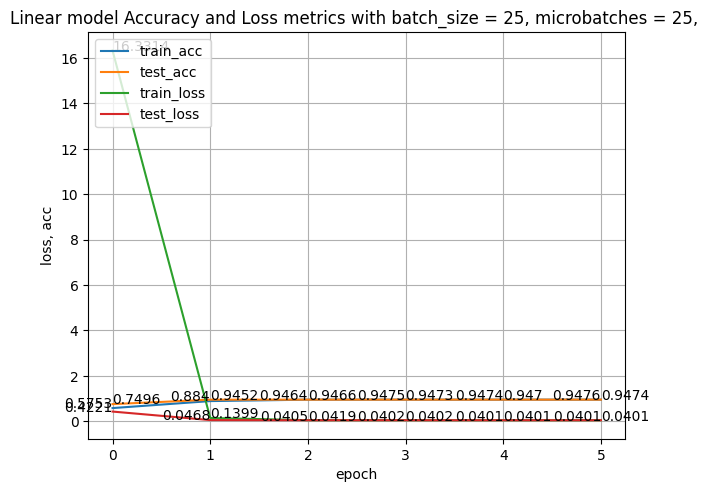 Linear model Accuracy and Loss metrics with batch_size = 25, microbatches = 25,
16.3314
train_acc
test_acc
train_loss
test_loss
loss, acc
16
14
12
10
8
6
4
2
0
0.5753 0.7496 0.884 0.9452 0.9464 0.9466 0.9475 0.9473 0.9474 0.947 0.9476 0.9474
0.4221 0.0468 0.1399 0.0405 0.0419 0.0402 0.0402 0.0401 0.0401 0.0401 0.0401
0 1 2 3 4 5
epoch